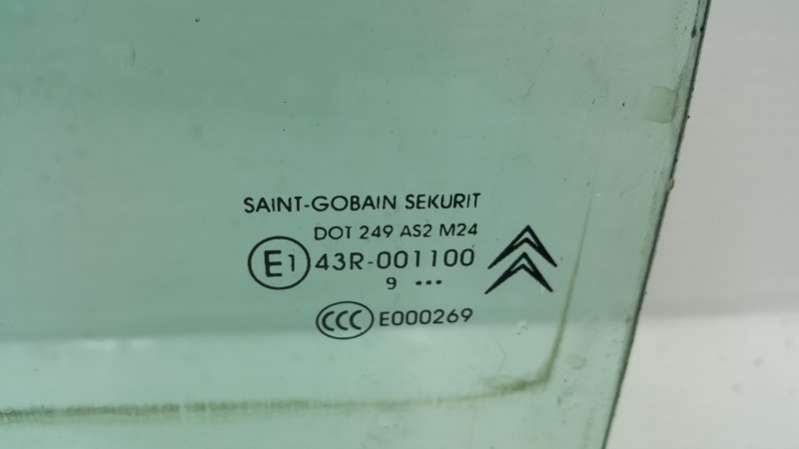 SAINT-GOBAIN SEKURIT
DOT 249 AS2 M24
E1 43R-001100
9 •••
CCC E000269